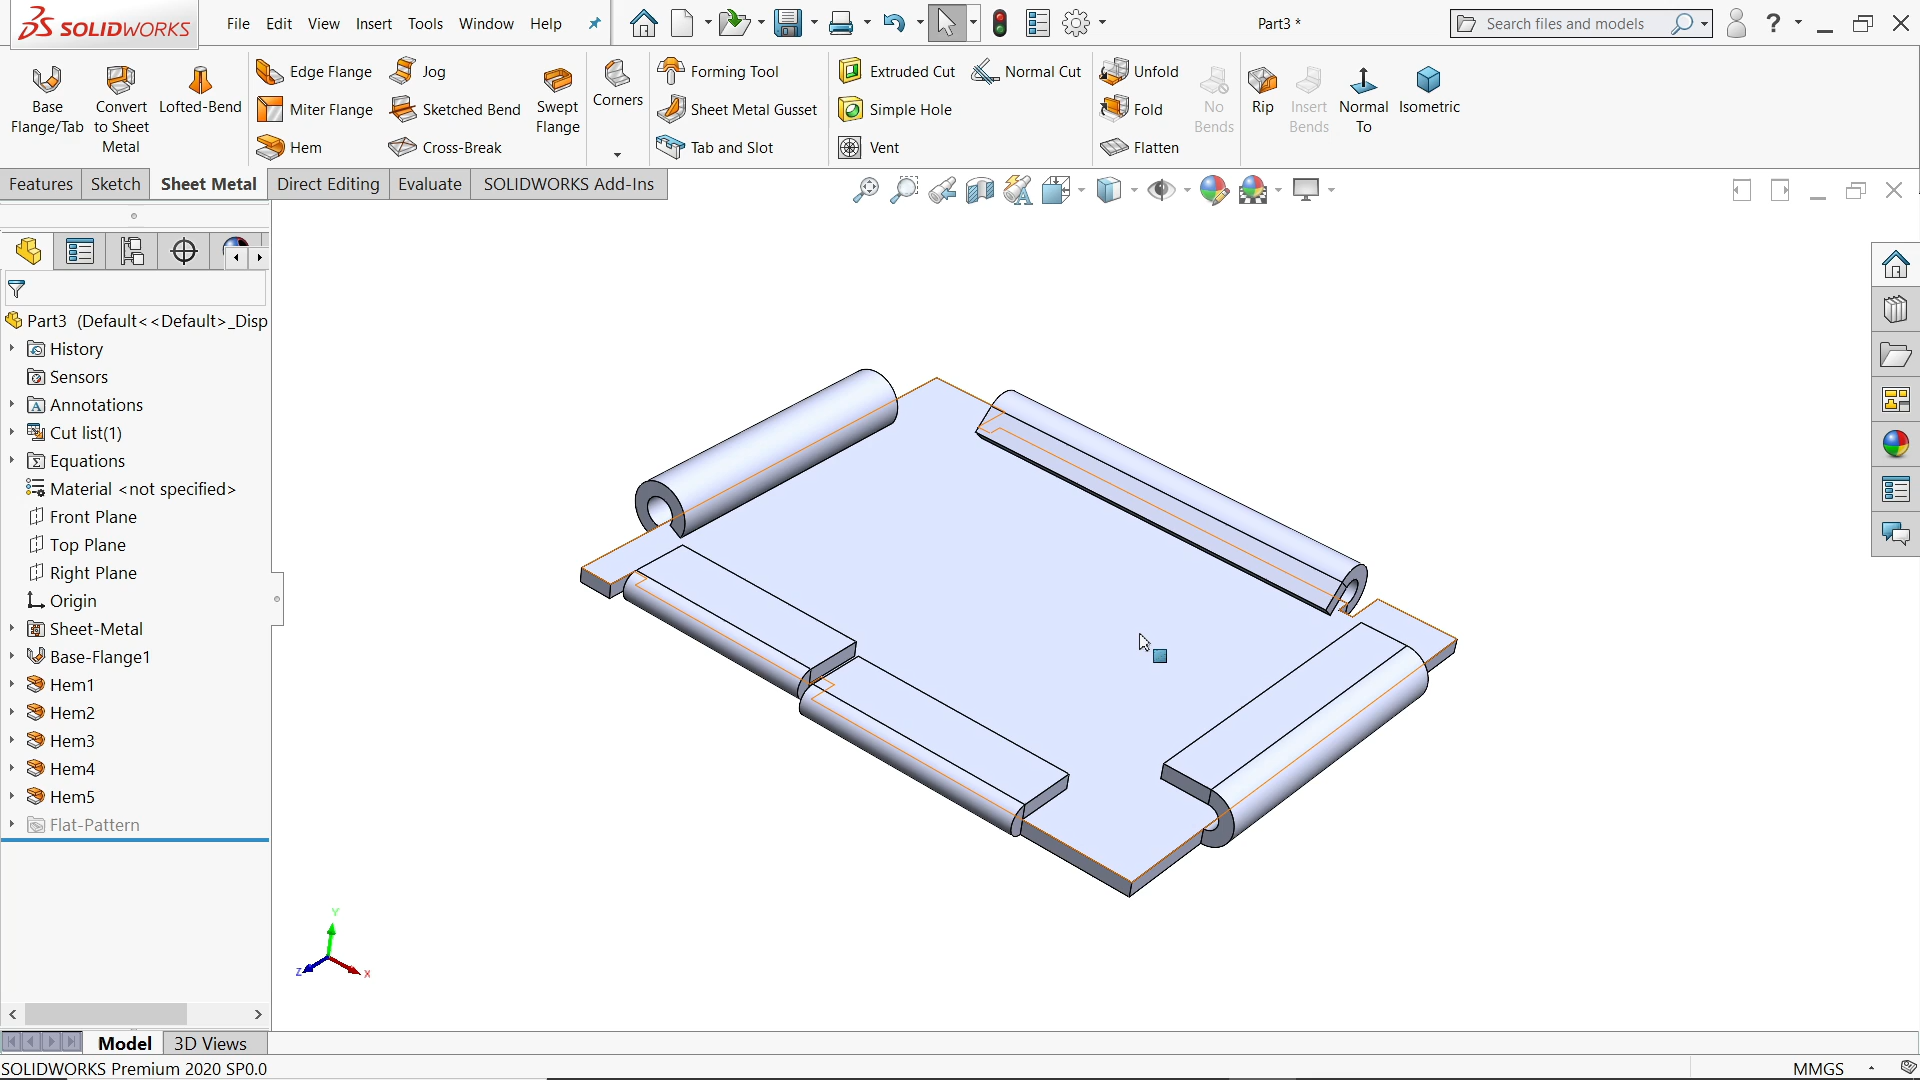 SOLIDWORKS
File Edit View Insert Tools Window Help
Part3 *
Search files and models
?
Base Flange/Tab
Convert to Sheet Metal
Lofted-Bend
Edge Flange
Miter Flange
Hem
Jog
Sketched Bend
Cross-Break
Swept Flange
Corners
Forming Tool
Sheet Metal Gusset
Tab and Slot
Extruded Cut
Simple Hole
Vent
Normal Cut
Unfold
Fold
Flatten
No Bends
Rip
Insert Bends
Normal To
Isometric
Features Sketch Sheet Metal Direct Editing Evaluate SOLIDWORKS Add-Ins
Part3 (Default<<Default>_Disp
History
Sensors
Annotations
Cut list(1)
Equations
Material <not specified>
Front Plane
Top Plane
Right Plane
Origin
Sheet-Metal
Base-Flange1
Hem1
Hem2
Hem3
Hem4
Hem5
Flat-Pattern
Y
Z
X
Model 3D Views
SOLIDWORKS Premium 2020 SP0.0
MMGS